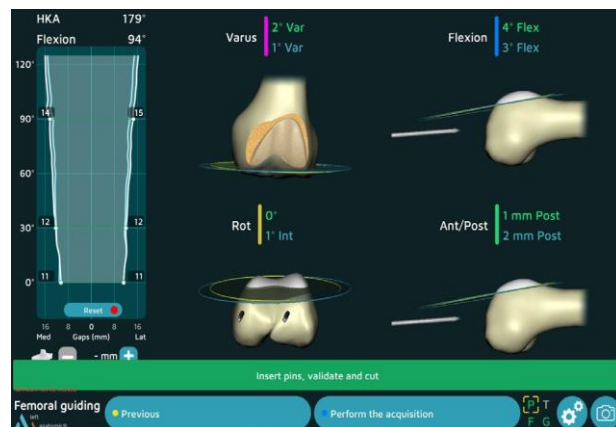 HKA 179°
Flexion 94°
120°
90°
60°
30°
0°
14 15
12 12
11 11
Reset
16 8 0 8 16
Med Gaps (mm) Lat
- mm +
Varus
2° Var
1° Var
Flexion
4° Flex
3° Flex
Rot
0°
1° Int
Ant/Post
1 mm Post
2 mm Post
Insert pins, validate and cut
Femoral guiding
left
Previous
Perform the acquisition
P T
F G